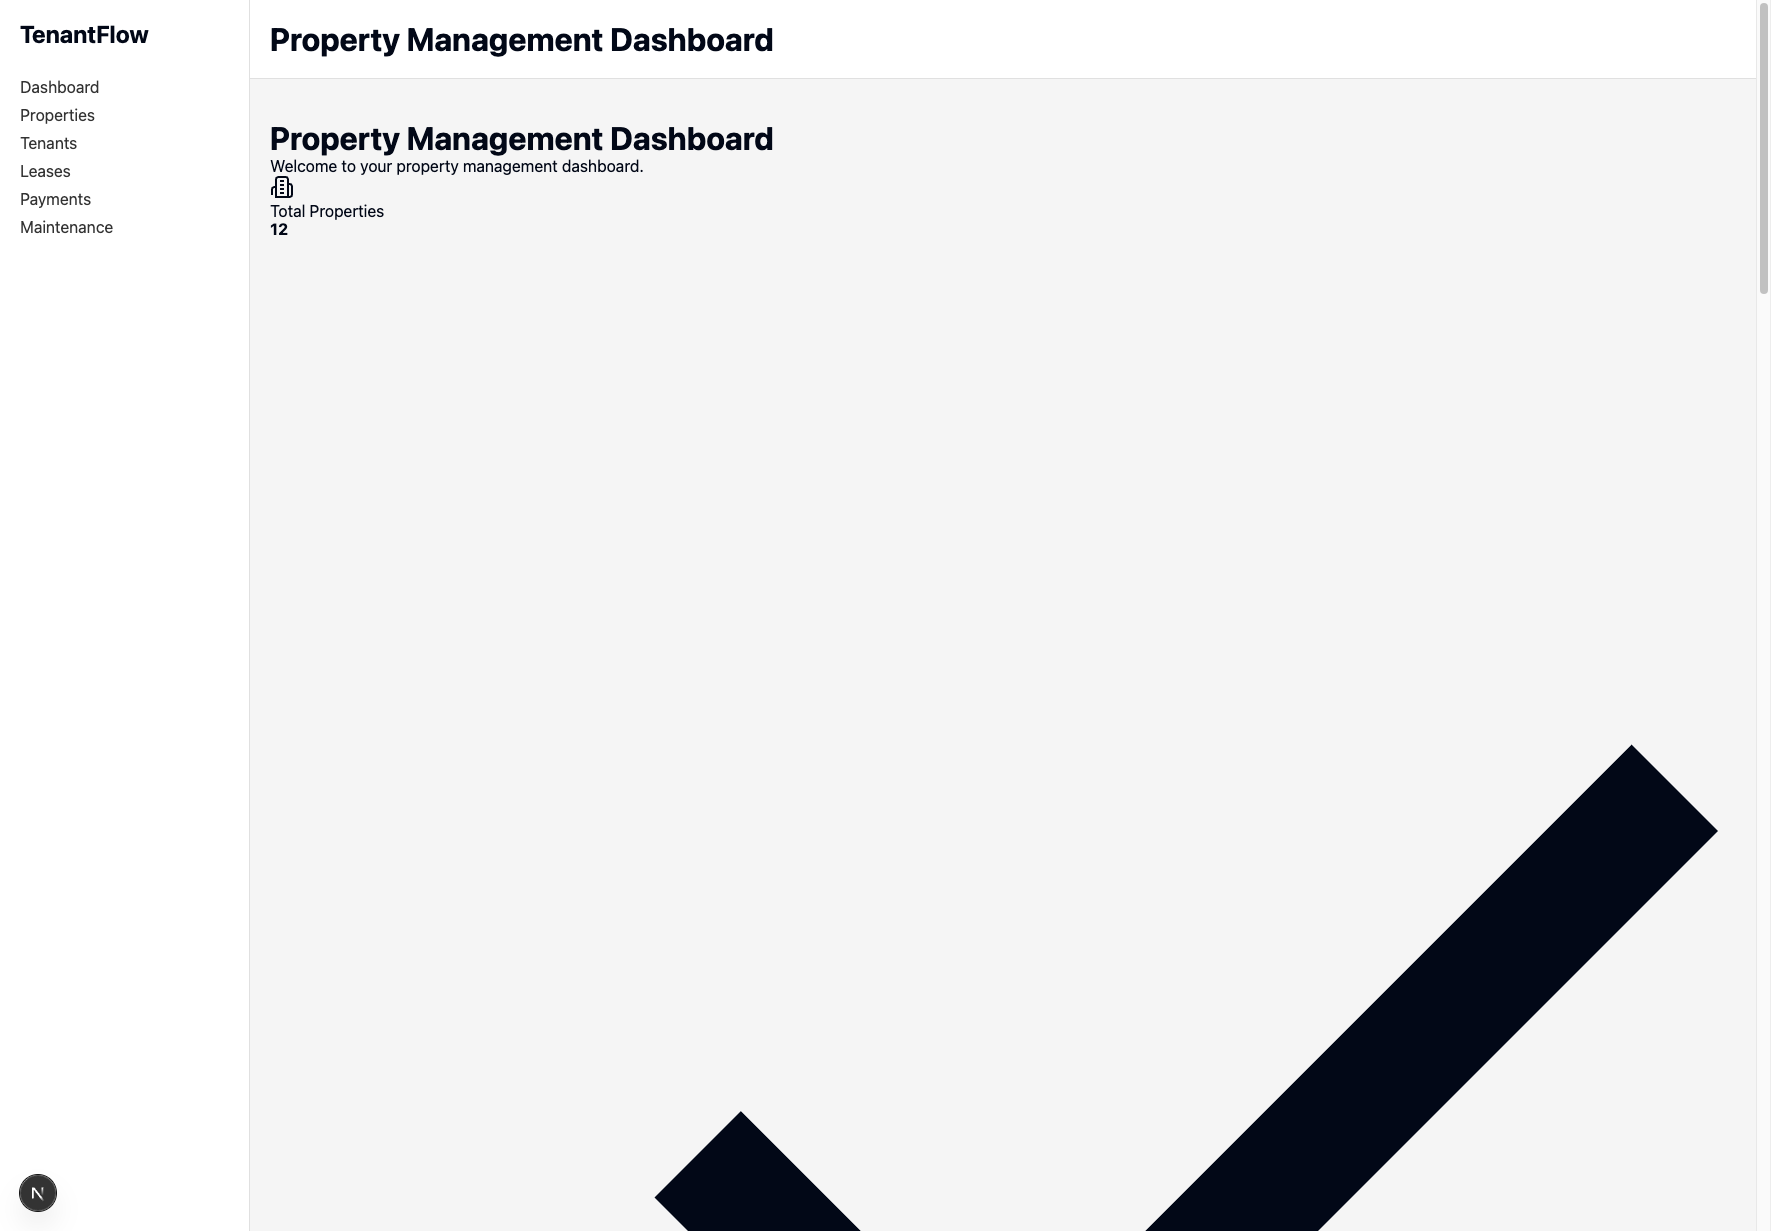 TenantFlow
Dashboard
Properties
Tenants
Leases
Payments
Maintenance
Property Management Dashboard
Property Management Dashboard
Welcome to your property management dashboard.
Total Properties
12
N